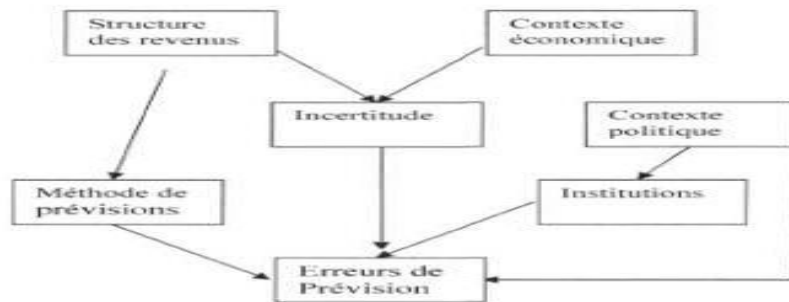 Structure
des revenus
Contexte
économique
Incertitude
Contexte
politique
Méthode de
prévisions
Institutions
Erreurs de
Prévision